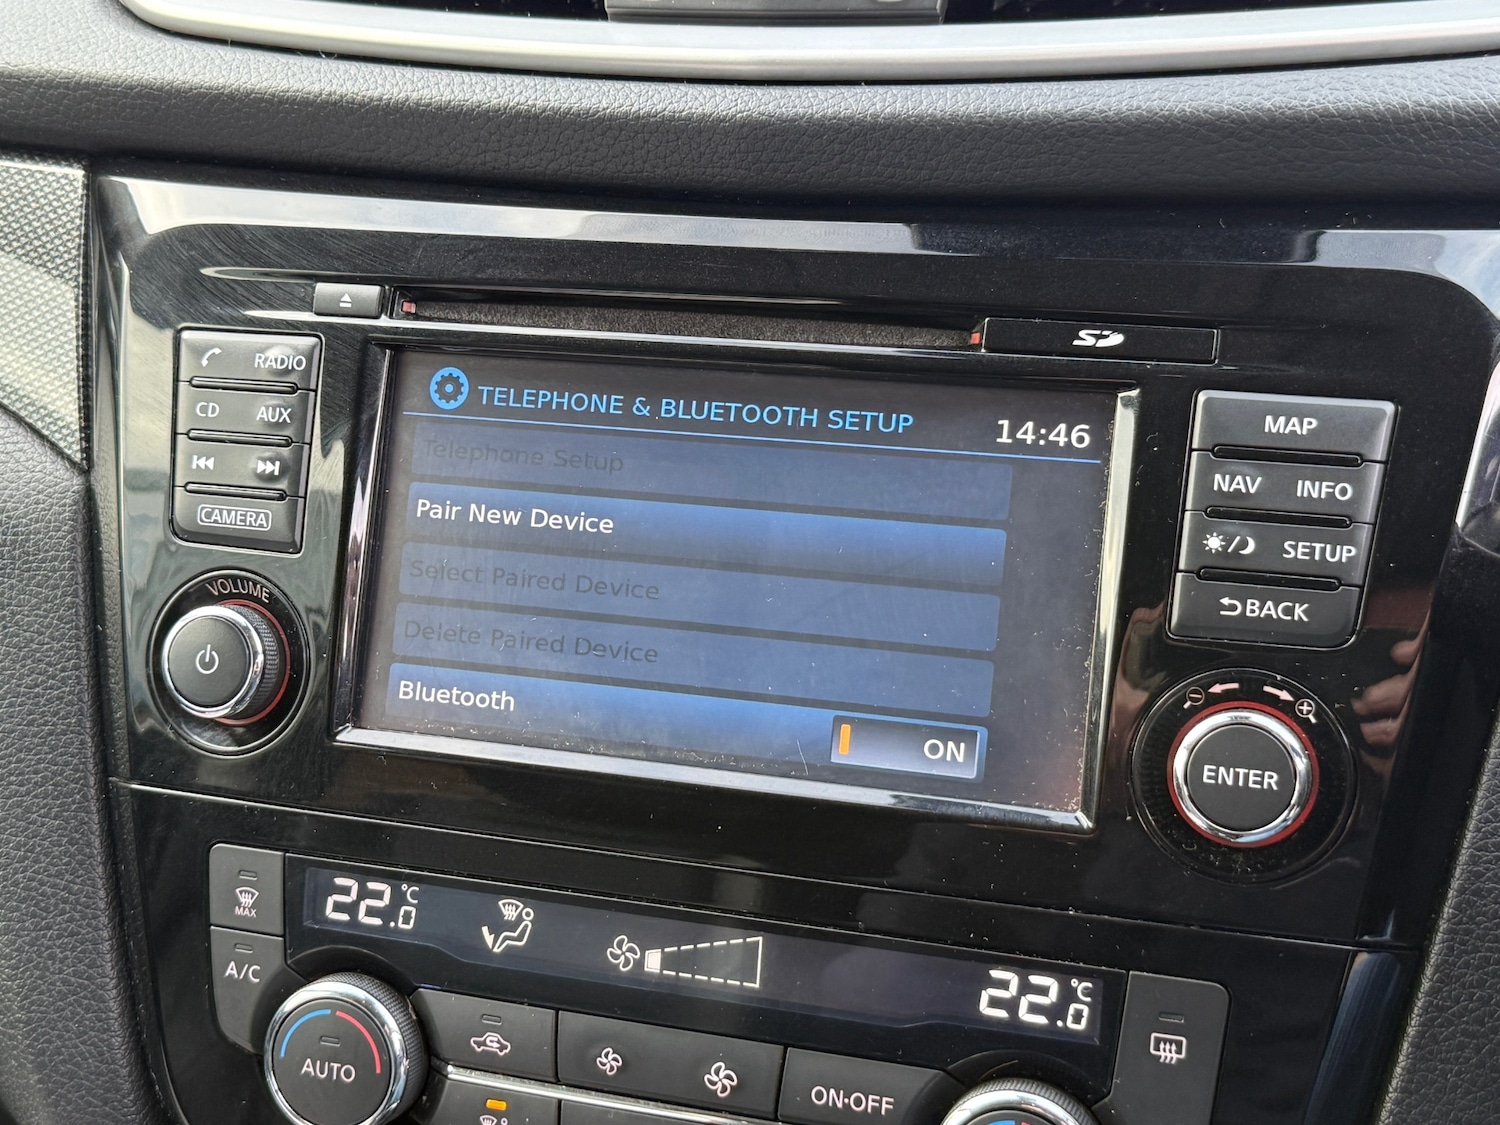 SD
RADIO
CD AUX
CAMERA
VOLUME
TELEPHONE & BLUETOOTH SETUP
14:46
Telephone Setup
Pair New Device
Select Paired Device
Delete Paired Device
Bluetooth
ON
MAP
NAV INFO
SETUP
BACK
ENTER
MAX
A/C
22.0 °C
22.0 °C
AUTO
ON·OFF